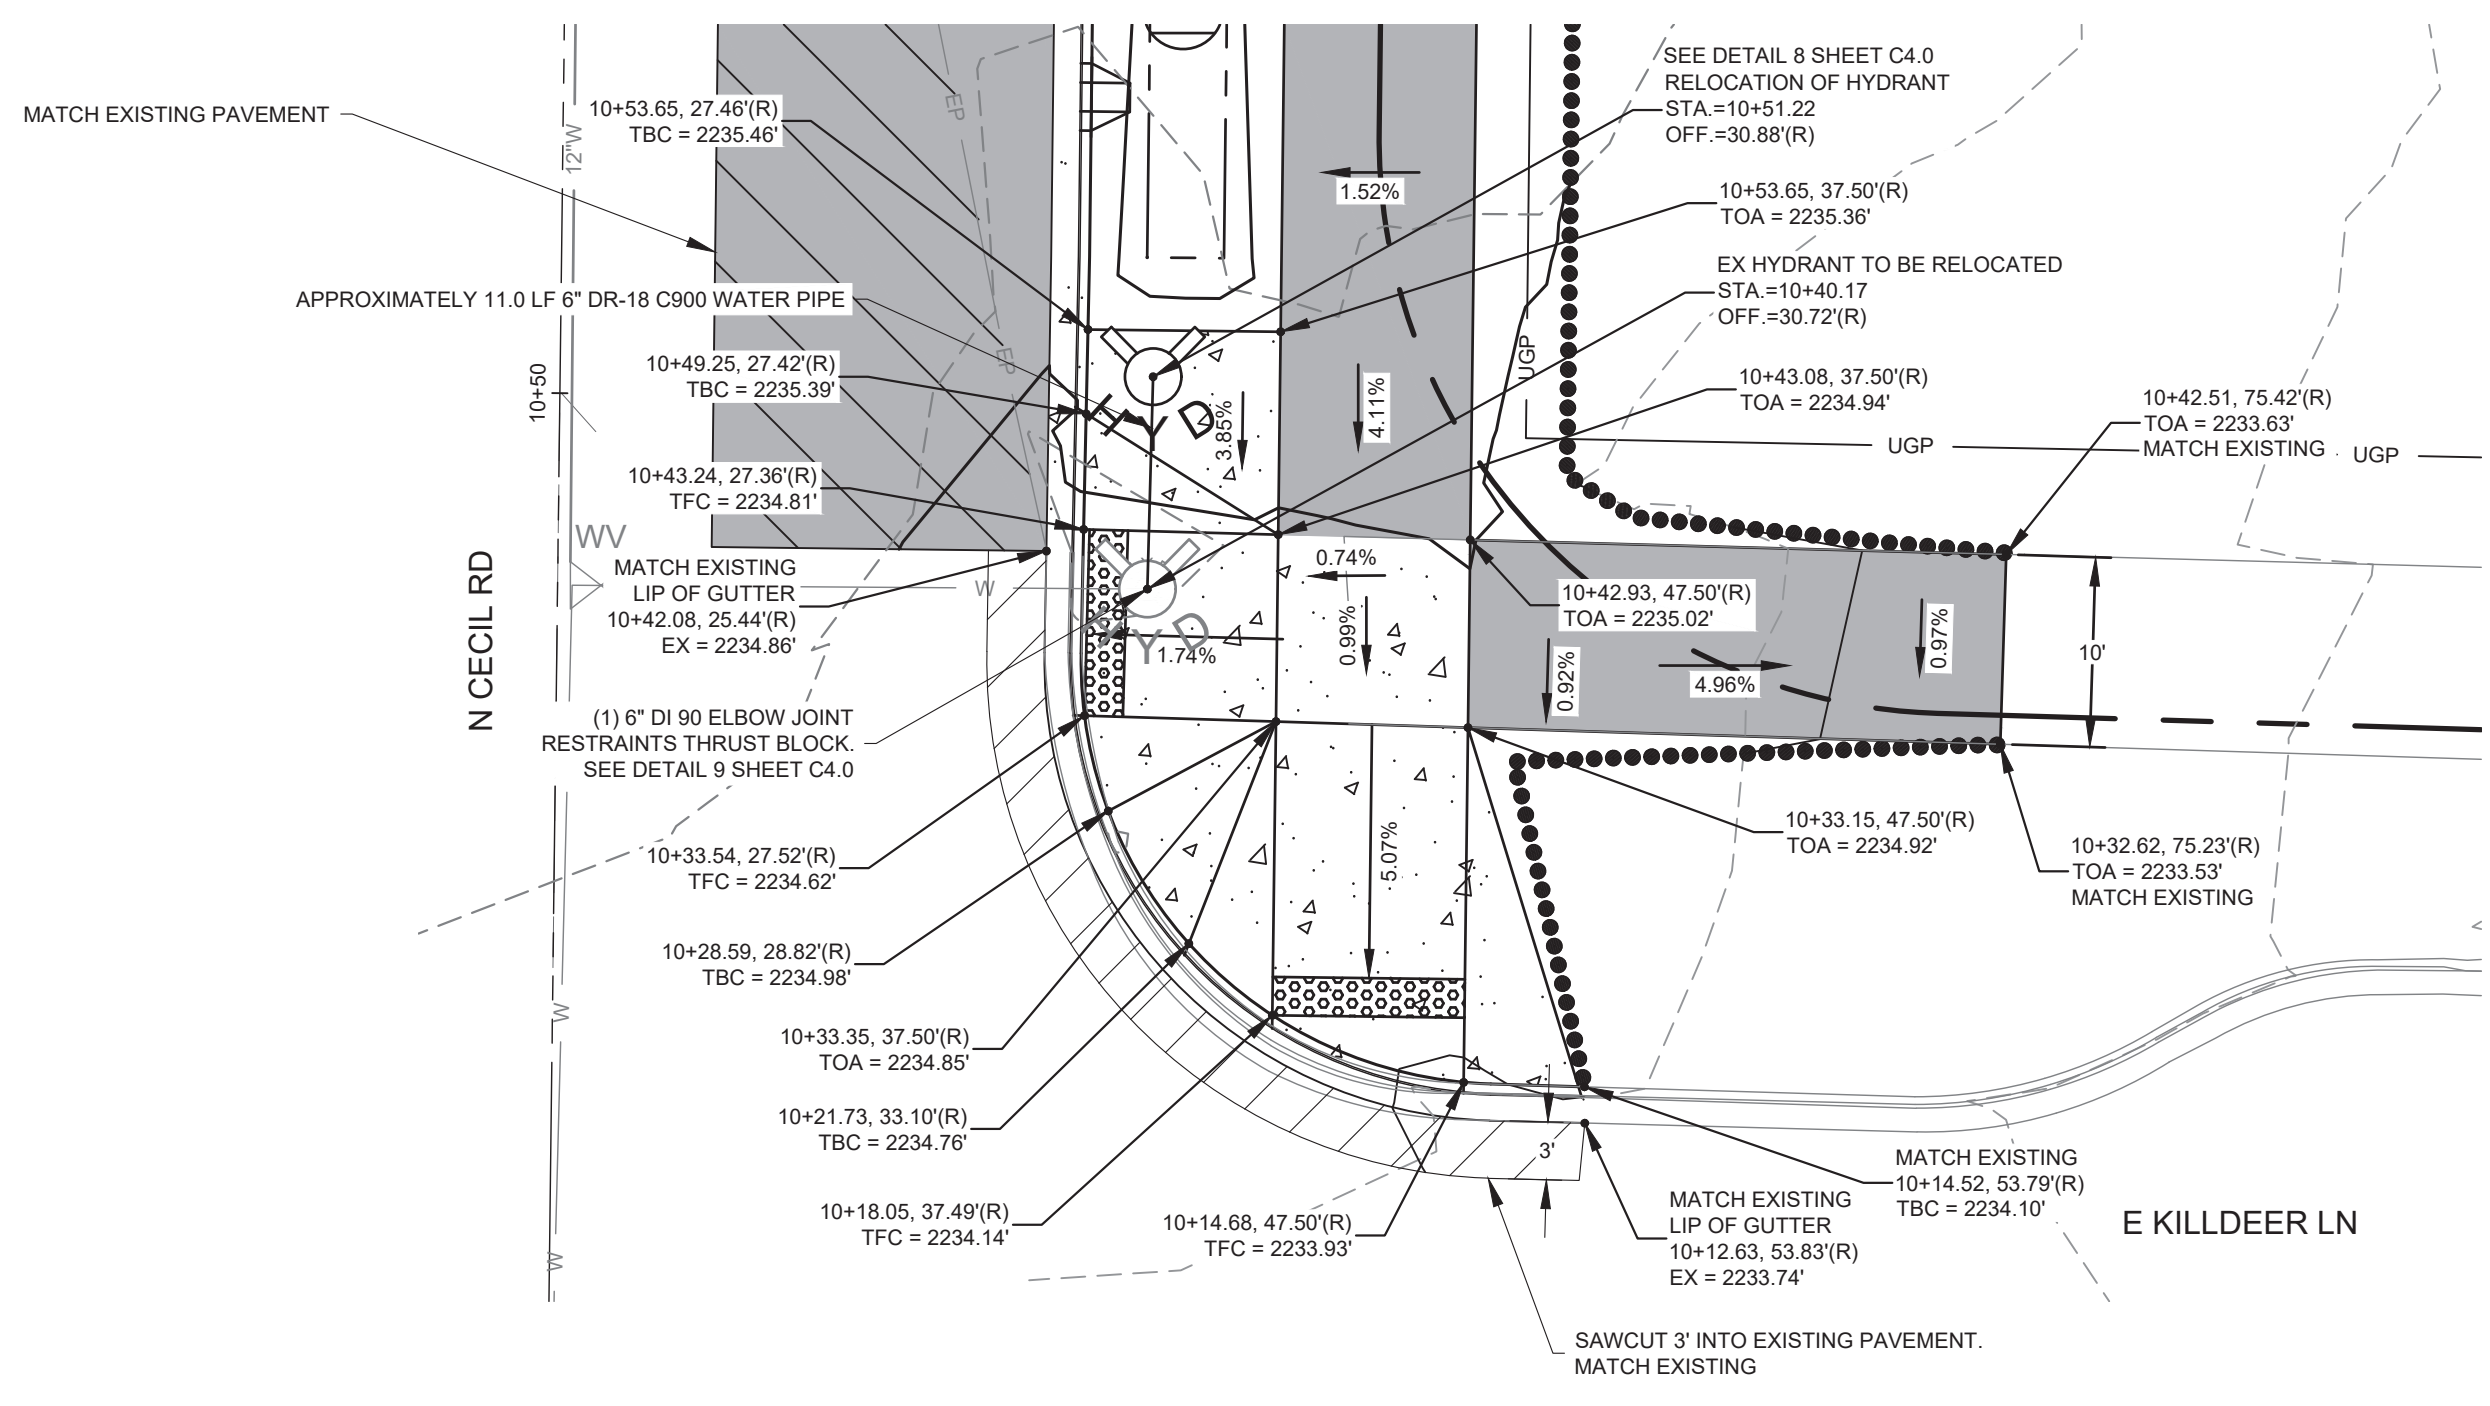 SEE DETAIL 8 SHEET C4.0
RELOCATION OF HYDRANT
STA.=10+51.22
OFF.=30.88'(R)
MATCH EXISTING PAVEMENT
10+53.65, 27.46'(R)
TBC = 2235.46'
EP
12"W
1.52%
10+53.65, 37.50'(R)
TOA = 2235.36'
EX HYDRANT TO BE RELOCATED
STA.=10+40.17
OFF.=30.72'(R)
APPROXIMATELY 11.0 LF 6" DR-18 C900 WATER PIPE
EP
UGP
10+49.25, 27.42'(R)
TBC = 2235.39'
10+50
HYD
3.85%
4.11%
10+43.08, 37.50'(R)
TOA = 2234.94'
10+42.51, 75.42'(R)
TOA = 2233.63'
MATCH EXISTING
UGP
UGP
10+43.24, 27.36'(R)
TFC = 2234.81'
WV
N CECIL RD
MATCH EXISTING
LIP OF GUTTER
10+42.08, 25.44'(R)
EX = 2234.86'
W
HYD
0.74%
0.99%
1.74%
10+42.93, 47.50'(R)
TOA = 2235.02'
0.92%
4.96%
0.97%
10'
(1) 6" DI 90 ELBOW JOINT
RESTRAINTS THRUST BLOCK.
SEE DETAIL 9 SHEET C4.0
10+33.54, 27.52'(R)
TFC = 2234.62'
5.07%
10+33.15, 47.50'(R)
TOA = 2234.92'
10+32.62, 75.23'(R)
TOA = 2233.53'
MATCH EXISTING
10+28.59, 28.82'(R)
TBC = 2234.98'
W
10+33.35, 37.50'(R)
TOA = 2234.85'
10+21.73, 33.10'(R)
TBC = 2234.76'
3'
MATCH EXISTING
10+14.52, 53.79'(R)
TBC = 2234.10'
10+18.05, 37.49'(R)
TFC = 2234.14'
10+14.68, 47.50'(R)
TFC = 2233.93'
MATCH EXISTING
LIP OF GUTTER
10+12.63, 53.83'(R)
EX = 2233.74'
E KILLDEER LN
W
SAWCUT 3' INTO EXISTING PAVEMENT.
MATCH EXISTING